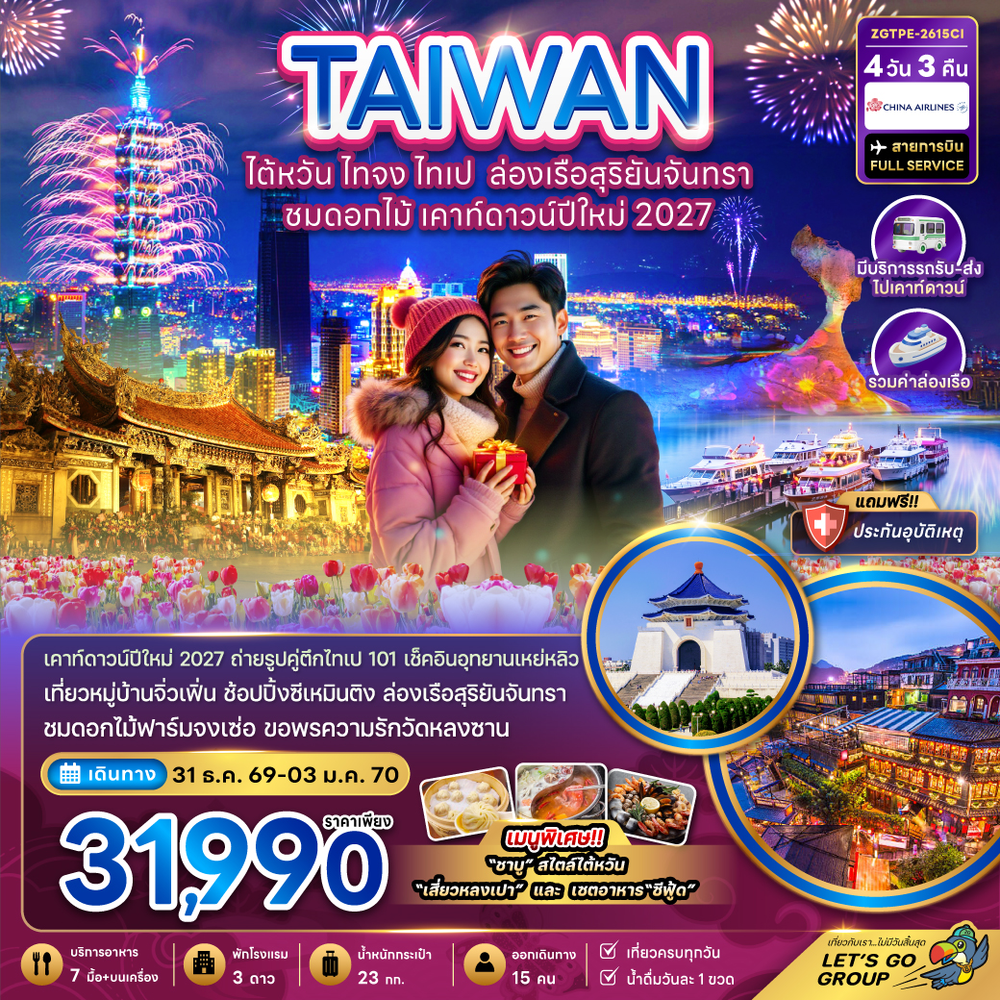 TAIWAN
ไต้หวัน ไทจง ไทเป ล่องเรือสุริยันจันทรา
ชมดอกไม้ เคาท์ดาวน์ปีใหม่ 2027
ZGTPE-2615CI
4 วัน 3 คืน
CHINA AIRLINES
สายการบิน
FULL SERVICE
มีบริการรถรับ-ส่ง
ไปเคาท์ดาวน์
รวมค่าล่องเรือ
แถมฟรี!!
ประกันอุบัติเหตุ
เคาท์ดาวน์ปีใหม่ 2027 ถ่ายรูปคู่ตึกไทเป 101 เช็คอินอุทยานเหย่หลิว
เที่ยวหมู่บ้านจิ่วเฟิ่น ช้อปปิ้งซีเหมินติง ล่องเรือสุริยันจันทรา
ชมดอกไม้ฟาร์มจงเซ่อ ขอพรความรักวัดหลงซาน
เดินทาง 31 ธ.ค. 69-03 ม.ค. 70
ราคาเพียง
31,990
เมนูพิเศษ!!
"ชาบู" สไตล์ไต้หวัน
"เสี่ยวหลงเปา" และ เซตอาหาร "ซีฟู้ด"
บริการอาหาร
7 มื้อ+บนเครื่อง
พักโรงแรม
3 ดาว
น้ำหนักกระเป๋า
23 กก.
ออกเดินทาง
15 คน
เที่ยวครบทุกวัน
น้ำดื่มวันละ 1 ขวด
เที่ยวกับเรา...ไม่มีวันสิ้นสุด
LET'S GO
GROUP